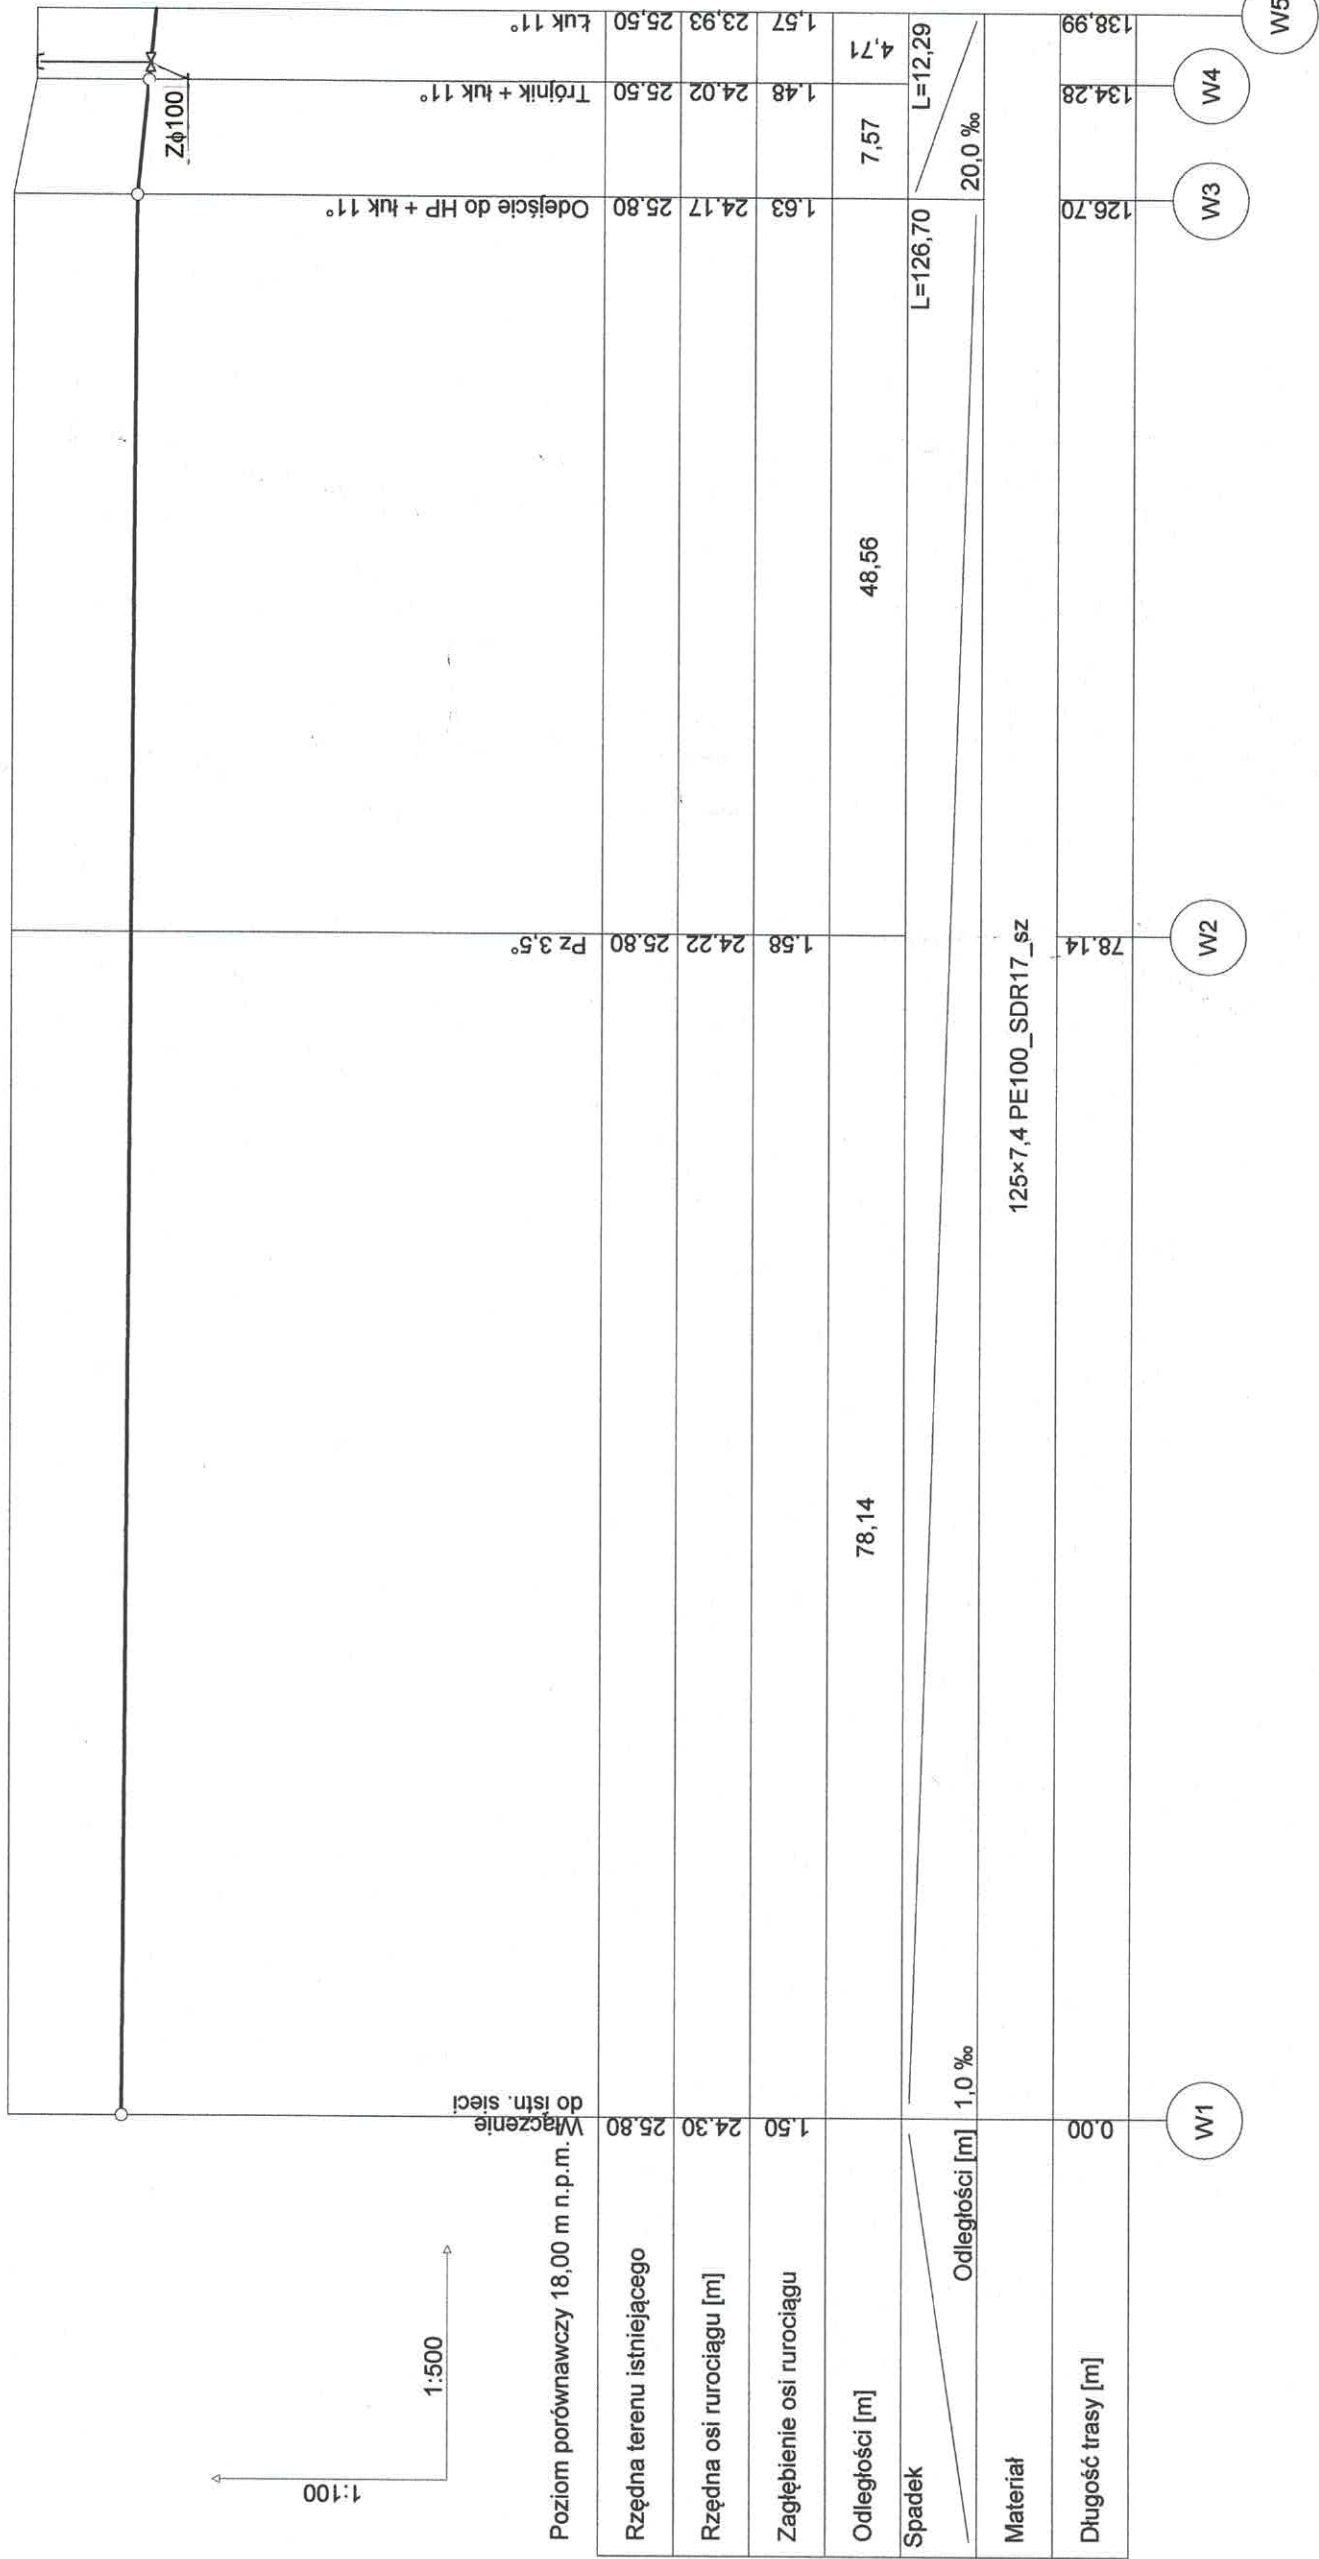 1:100
1:500
Zϕ100
Poziom porównawczy 18,00 m n.p.m.
Włączenie
do istn. sieci
Pz 3,5°
Odejście do HP + łuk 11°
Trójnik + łuk 11°
Łuk 11°
Rzędna terenu istniejącego
25.80
25.80
25.80
25.50
25,50
Rzędna osi rurociągu [m]
24.30
24.22
24.17
24.02
23,93
Zagłębienie osi rurociągu
1.50
1.58
1.63
1.48
1,57
Odległości [m]
78,14
48,56
7,57
4,71
Spadek
Odległości [m]
1,0 ‰
L=126,70
20,0 ‰
L=12,29
Materiał
125×7,4 PE100_SDR17_sz
Długość trasy [m]
0.00
78.14
126.70
134.28
138,99
W1
W2
W3
W4
W5